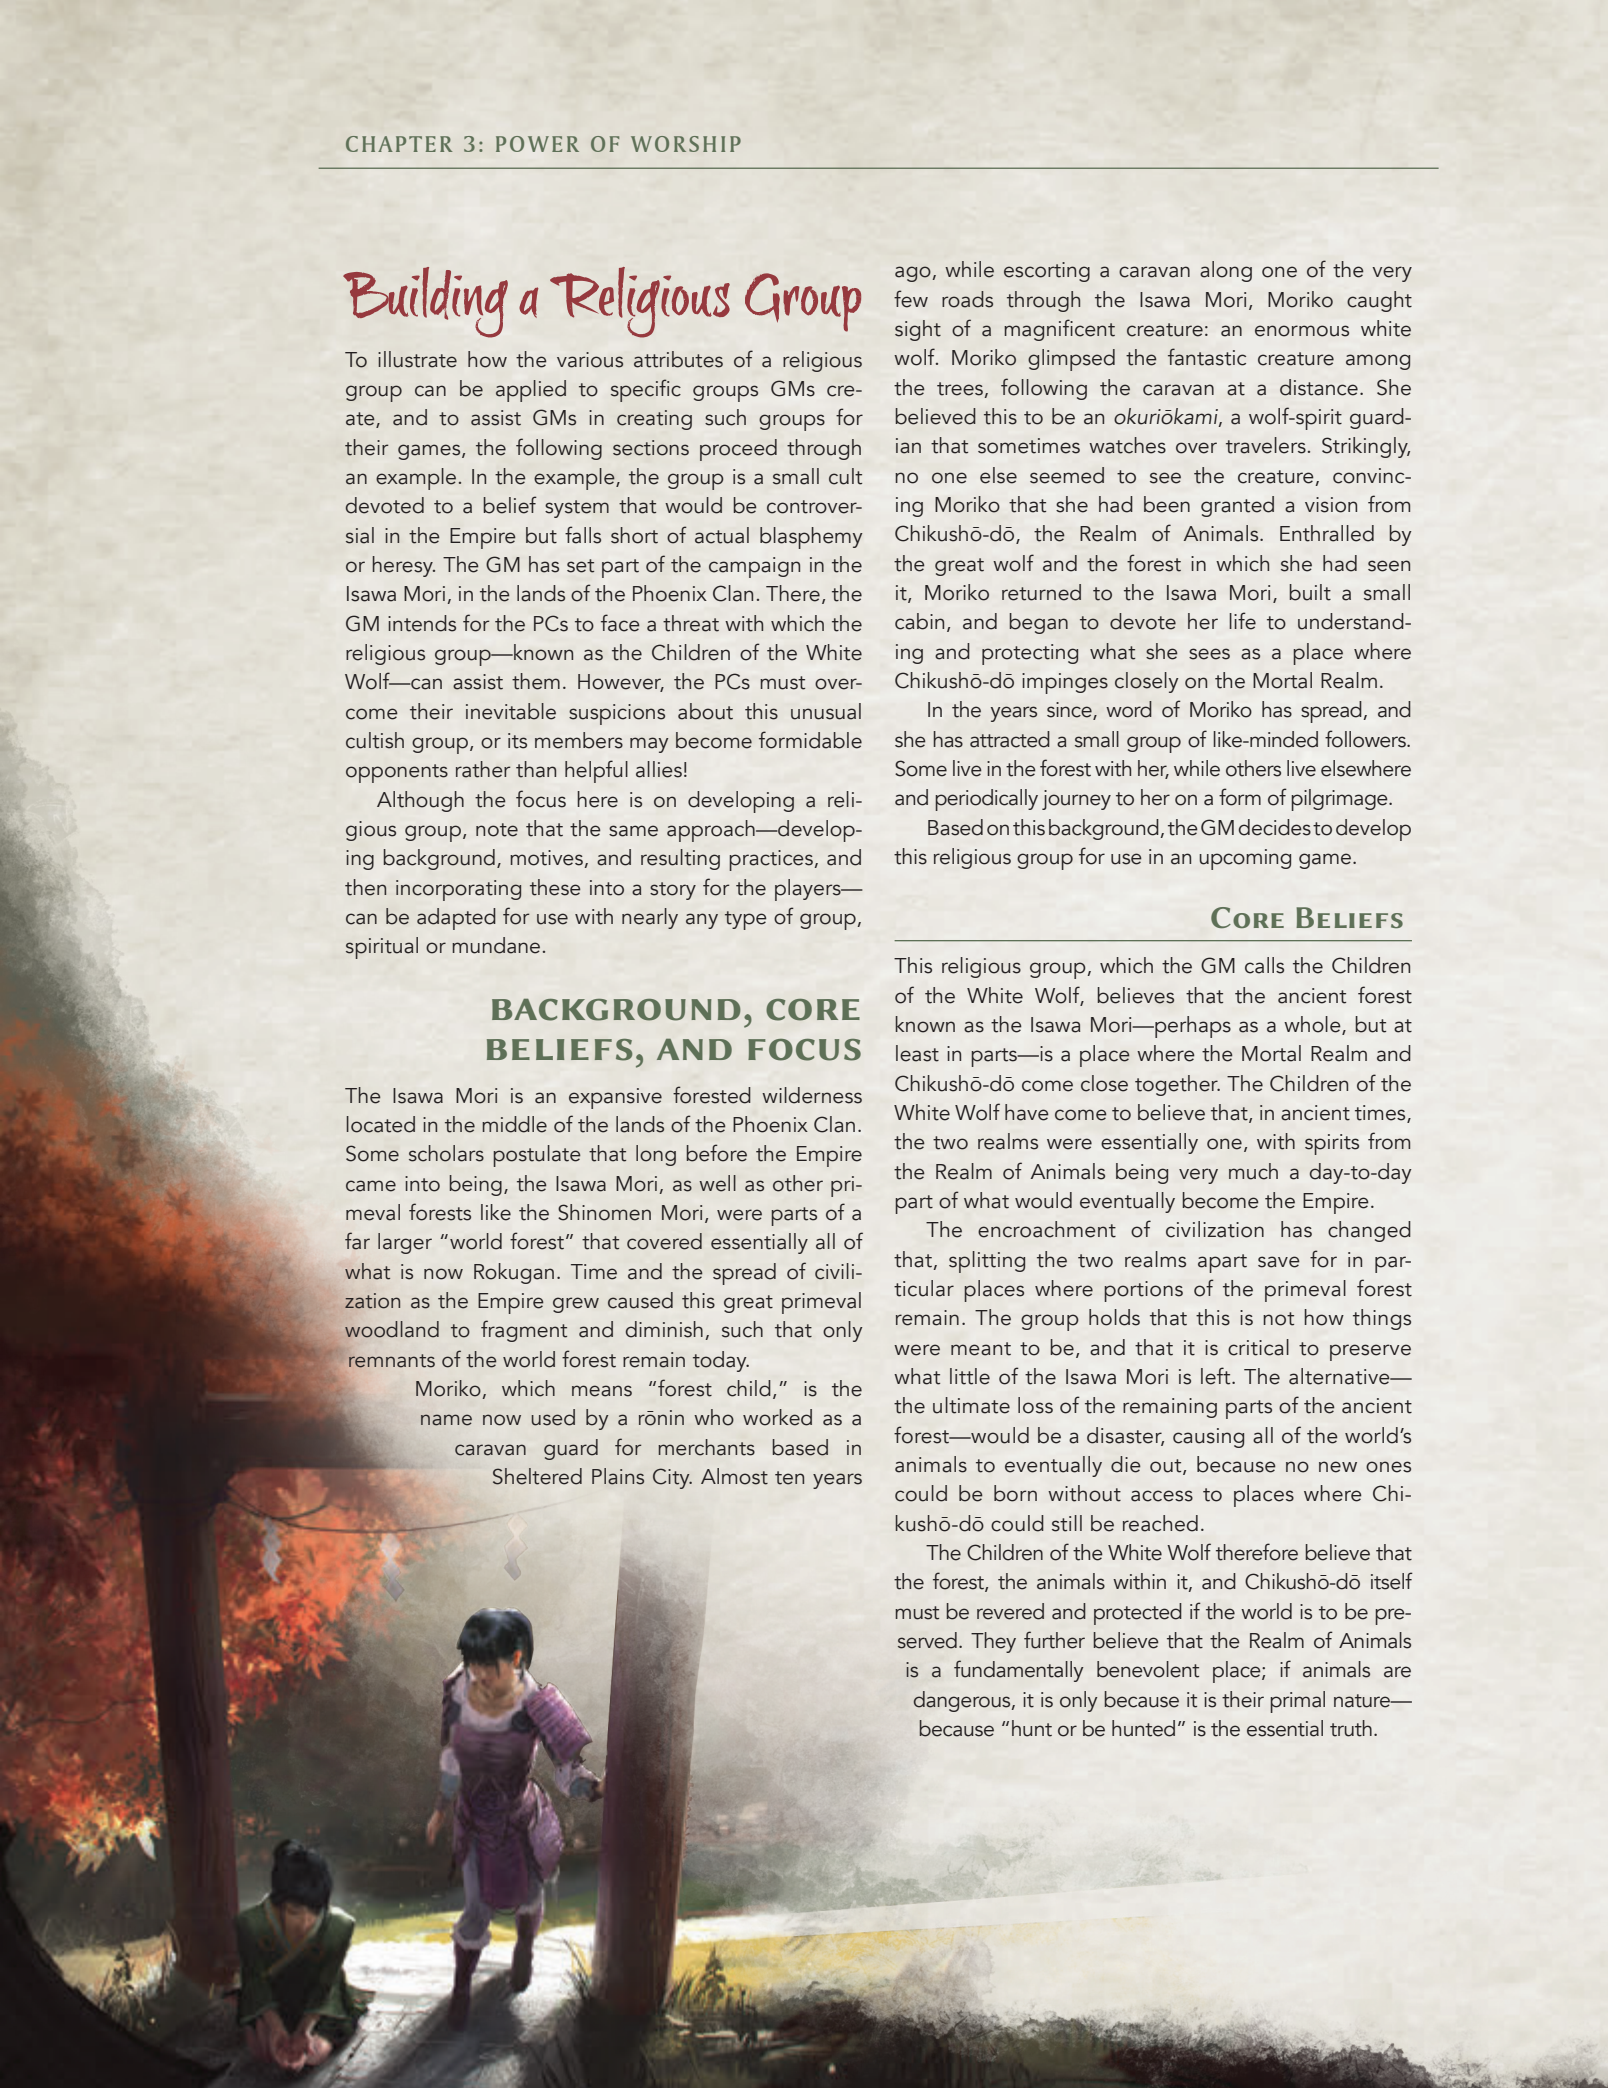 CHAPTER 3: POWER OF WORSHIP
Building a Religious Group
To illustrate how the various attributes of a religious
group can be applied to specific groups GMs cre-
ate, and to assist GMs in creating such groups for
their games, the following sections proceed through
an example. In the example, the group is a small cult
devoted to a belief system that would be controver-
sial in the Empire but falls short of actual blasphemy
or heresy. The GM has set part of the campaign in the
Isawa Mori, in the lands of the Phoenix Clan. There, the
GM intends for the PCs to face a threat with which the
religious group—known as the Children of the White
Wolf—can assist them. However, the PCs must over-
come their inevitable suspicions about this unusual
cultish group, or its members may become formidable
opponents rather than helpful allies!
Although the focus here is on developing a reli-
gious group, note that the same approach—develop-
ing background, motives, and resulting practices, and
then incorporating these into a story for the players—
can be adapted for use with nearly any type of group,
spiritual or mundane.
BACKGROUND, CORE
BELIEFS, AND FOCUS
The Isawa Mori is an expansive forested wilderness
located in the middle of the lands of the Phoenix Clan.
Some scholars postulate that long before the Empire
came into being, the Isawa Mori, as well as other pri-
meval forests like the Shinomen Mori, were parts of a
far larger “world forest” that covered essentially all of
what is now Rokugan. Time and the spread of civili-
zation as the Empire grew caused this great primeval
woodland to fragment and diminish, such that only
remnants of the world forest remain today.
Moriko, which means “forest child,” is the
name now used by a rōnin who worked as a
caravan guard for merchants based in
Sheltered Plains City. Almost ten years
ago, while escorting a caravan along one of the very
few roads through the Isawa Mori, Moriko caught
sight of a magnificent creature: an enormous white
wolf. Moriko glimpsed the fantastic creature among
the trees, following the caravan at a distance. She
believed this to be an okuriōkami, a wolf-spirit guard-
ian that sometimes watches over travelers. Strikingly,
no one else seemed to see the creature, convinc-
ing Moriko that she had been granted a vision from
Chikushō-dō, the Realm of Animals. Enthralled by
the great wolf and the forest in which she had seen
it, Moriko returned to the Isawa Mori, built a small
cabin, and began to devote her life to understand-
ing and protecting what she sees as a place where
Chikushō-dō impinges closely on the Mortal Realm.
In the years since, word of Moriko has spread, and
she has attracted a small group of like-minded followers.
Some live in the forest with her, while others live elsewhere
and periodically journey to her on a form of pilgrimage.
Based on this background, the GM decides to develop
this religious group for use in an upcoming game.
CORE BELIEFS
This religious group, which the GM calls the Children
of the White Wolf, believes that the ancient forest
known as the Isawa Mori—perhaps as a whole, but at
least in parts—is a place where the Mortal Realm and
Chikushō-dō come close together. The Children of the
White Wolf have come to believe that, in ancient times,
the two realms were essentially one, with spirits from
the Realm of Animals being very much a day-to-day
part of what would eventually become the Empire.
The encroachment of civilization has changed
that, splitting the two realms apart save for in par-
ticular places where portions of the primeval forest
remain. The group holds that this is not how things
were meant to be, and that it is critical to preserve
what little of the Isawa Mori is left. The alternative—
the ultimate loss of the remaining parts of the ancient
forest—would be a disaster, causing all of the world’s
animals to eventually die out, because no new ones
could be born without access to places where Chi-
kushō-dō could still be reached.
The Children of the White Wolf therefore believe that
the forest, the animals within it, and Chikushō-dō itself
must be revered and protected if the world is to be pre-
served. They further believe that the Realm of Animals
is a fundamentally benevolent place; if animals are
dangerous, it is only because it is their primal nature—
because “hunt or be hunted” is the essential truth.